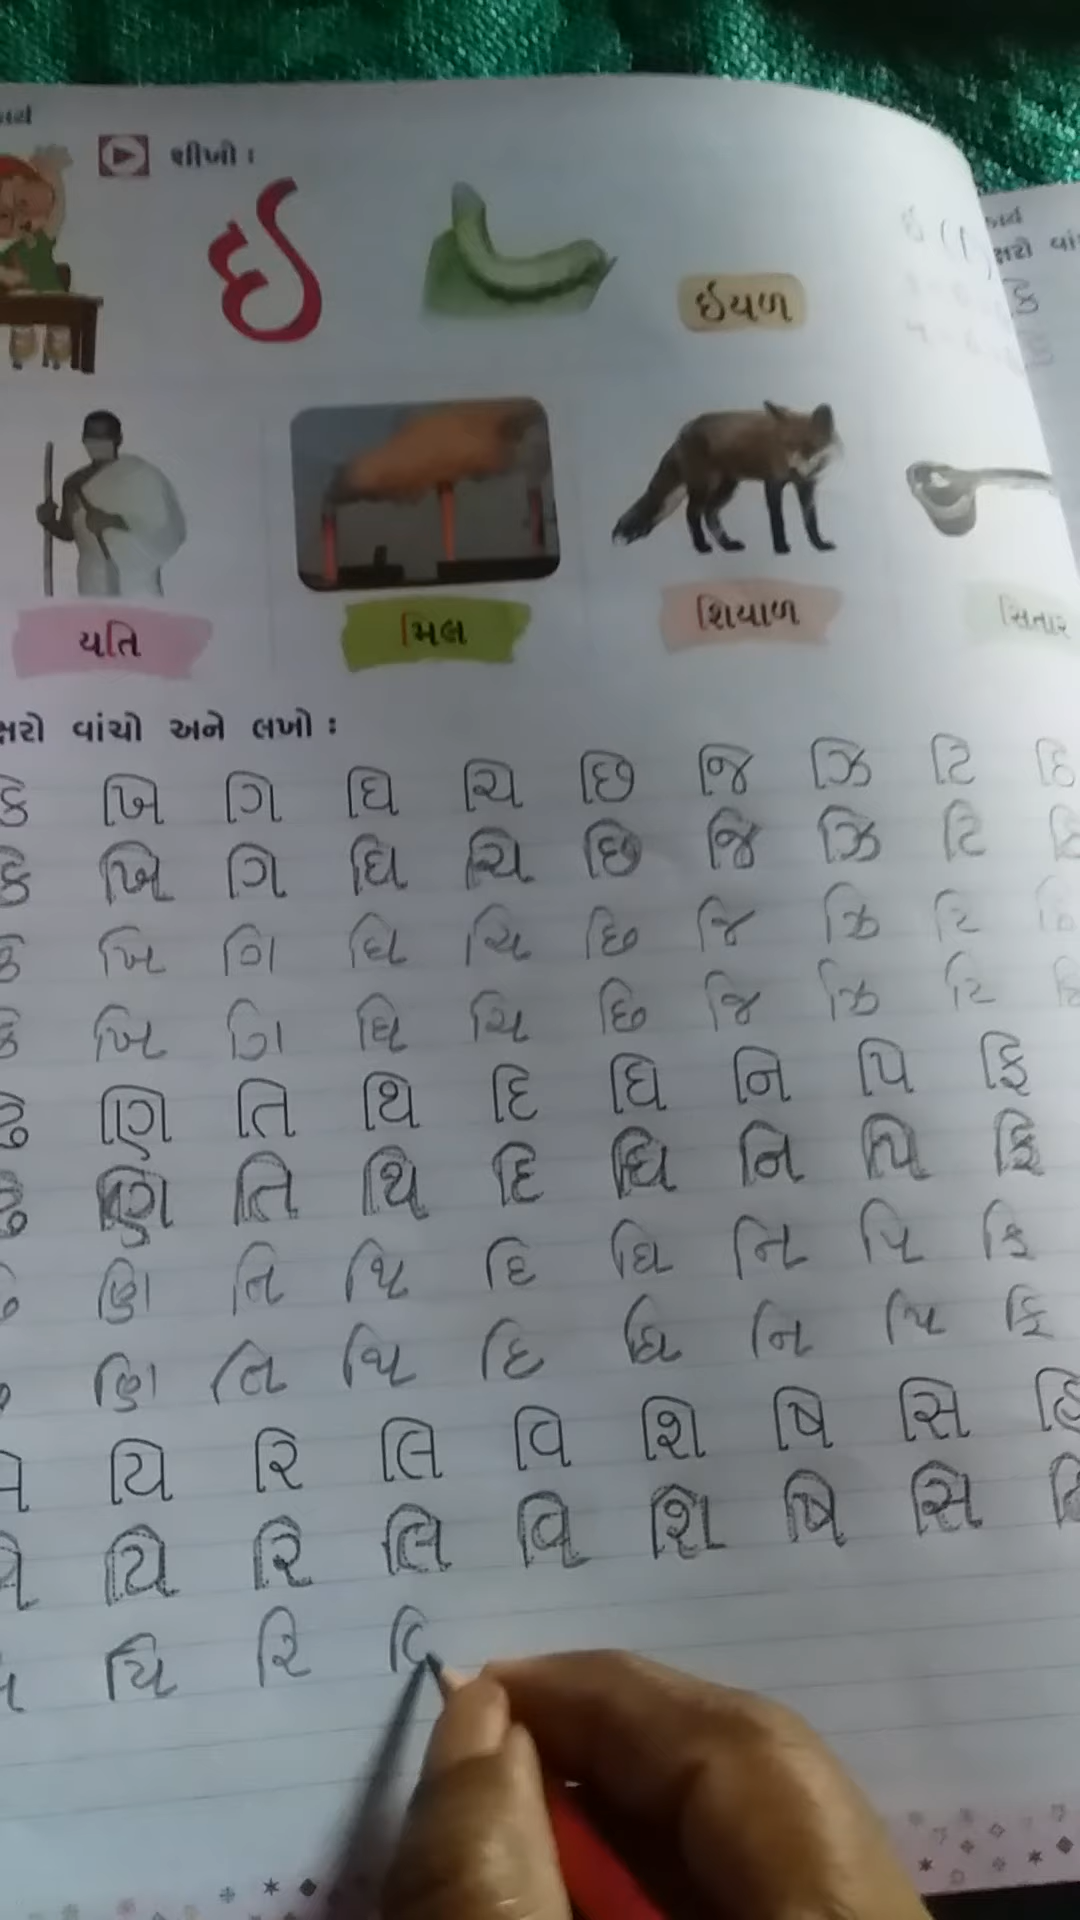 શીખો :
ઈ
ઈયળ
યતિ મિલ શિયાળ સિતાર
વાંચો અને લખો :
ખિ ગિ ઘિ ચિ છિ જિ ઝિ ટિ ઠિ
ખિ ગિ ઘિ ચિ છિ જિ ઝિ ટિ
ખિ ગિ ઘિ ચિ છિ જિ ઝિ ટિ
ખિ ગિ ઘિ ચિ છિ જિ ઝિ ટિ
ણિ તિ થિ દિ ધિ નિ પિ ફિ
ણિ તિ થિ દિ ધિ નિ પિ ફિ
ણિ તિ થિ દિ ધિ નિ પિ ફિ
ણિ તિ થિ દિ ધિ નિ પિ ફિ
યિ રિ લિ વિ શિ ષિ સિ હિ
યિ રિ લિ વિ શિ ષિ સિ
યિ રિ